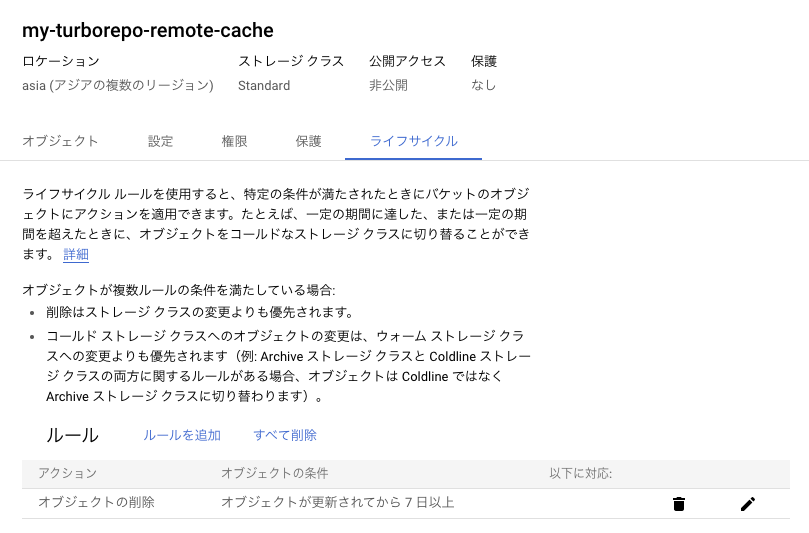 my-turborepo-remote-cache
ロケーション ストレージ クラス 公開アクセス 保護
asia (アジアの複数のリージョン) Standard 非公開 なし
オブジェクト 設定 権限 保護 ライフサイクル
ライフサイクル ルールを使用すると、特定の条件が満たされたときにバケットのオブジ
ェクトにアクションを適用できます。たとえば、一定の期間に達した、または一定の期
間を超えたときに、オブジェクトをコールドなストレージ クラスに切り替ることができ
ます。 詳細
オブジェクトが複数ルールの条件を満たしている場合:
• 削除はストレージ クラスの変更よりも優先されます。
• コールド ストレージ クラスへのオブジェクトの変更は、ウォーム ストレージ クラ
スへの変更よりも優先されます（例: Archive ストレージ クラスと Coldline ストレー
ジ クラスの両方に関するルールがある場合、オブジェクトは Coldline ではなく
Archive ストレージ クラスに切り替わります）。
ルール ルールを追加 すべて削除
アクション オブジェクトの条件 以下に対応:
オブジェクトの削除 オブジェクトが更新されてから 7 日以上